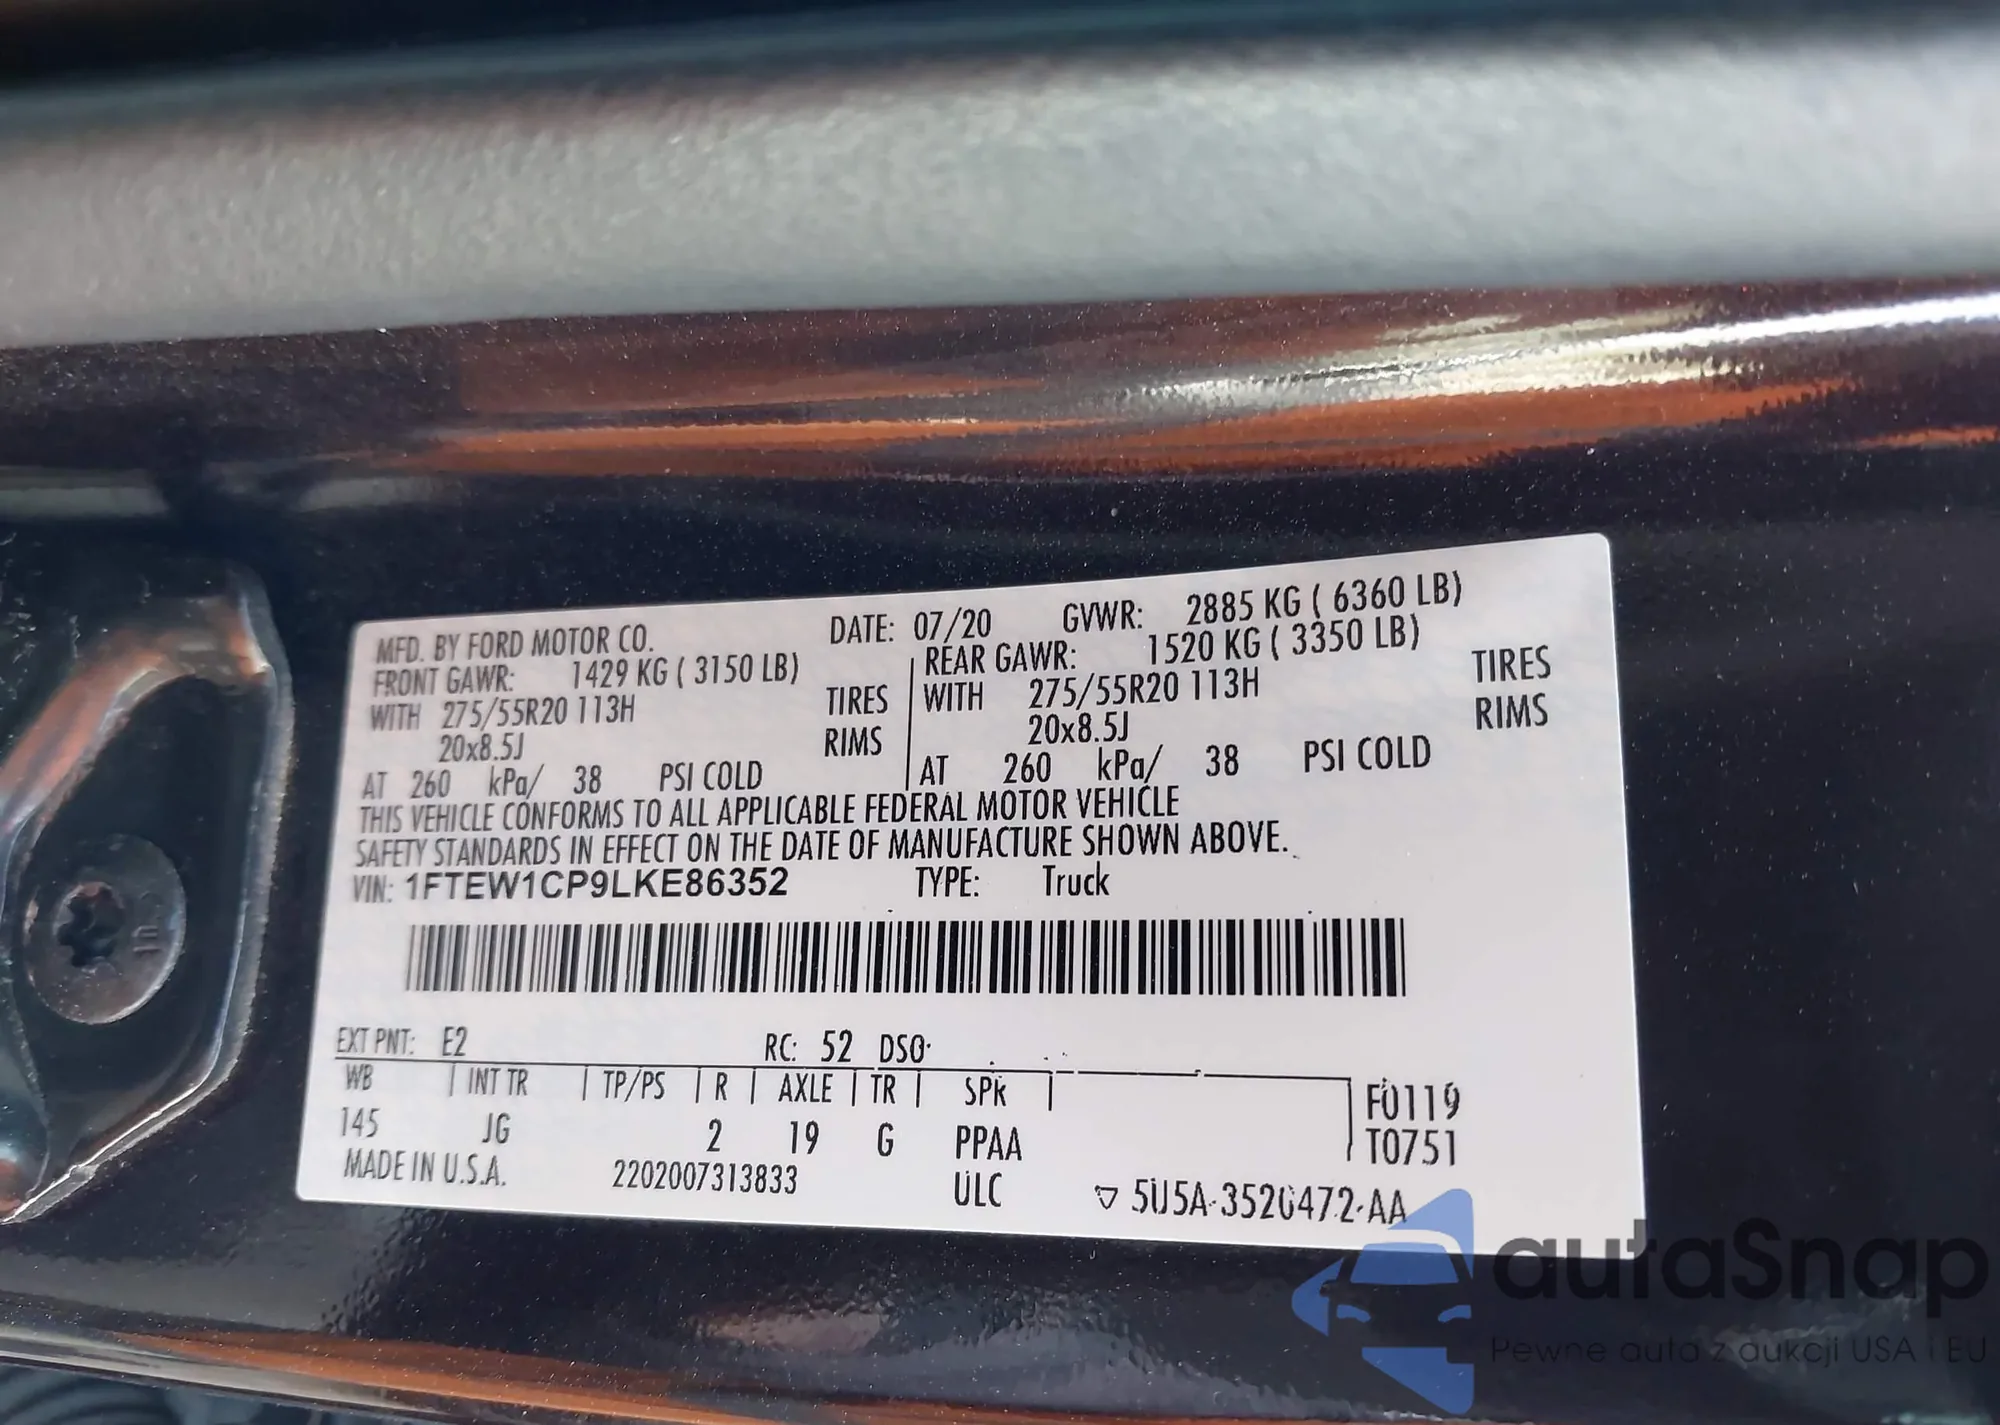 MFD. BY FORD MOTOR CO. DATE: 07/20 GVWR: 2885 KG ( 6360 LB)
FRONT GAWR: 1429 KG ( 3150 LB) REAR GAWR: 1520 KG ( 3350 LB)
WITH 275/55R20 113H TIRES WITH 275/55R20 113H TIRES
20x8.5J RIMS 20x8.5J RIMS
AT 260 kPa/ 38 PSI COLD AT 260 kPa/ 38 PSI COLD
THIS VEHICLE CONFORMS TO ALL APPLICABLE FEDERAL MOTOR VEHICLE
SAFETY STANDARDS IN EFFECT ON THE DATE OF MANUFACTURE SHOWN ABOVE.
VIN: 1FTEW1CP9LKE86352 TYPE: Truck
EXT PNT: E2 RC: 52 DSO:
WB INT TR TP/PS R AXLE TR SPR F0119
145 JG 2 19 G PPAA T0751
MADE IN U.S.A. 2202007313833 ULC 5U5A-3520472-AA
autaSnap
Pewne auta z aukcji USA i EU